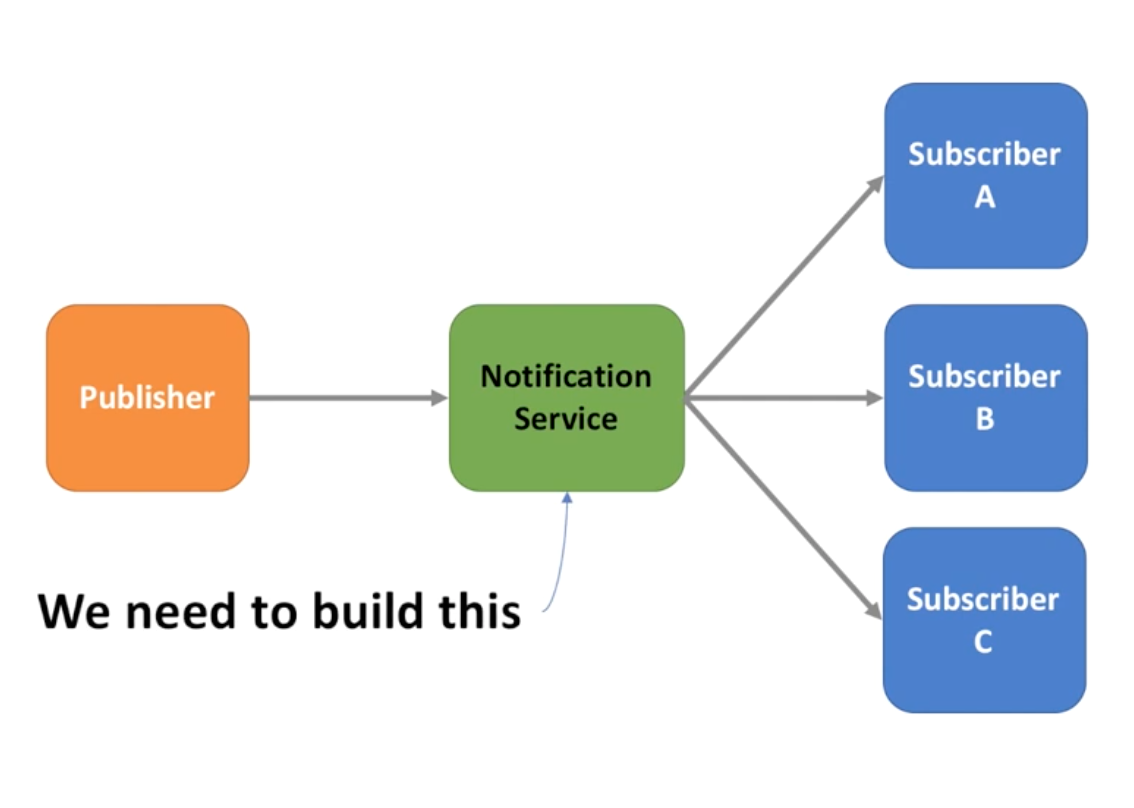 Subscriber
A
Publisher
Notification
Service
Subscriber
B
We need to build this
Subscriber
C